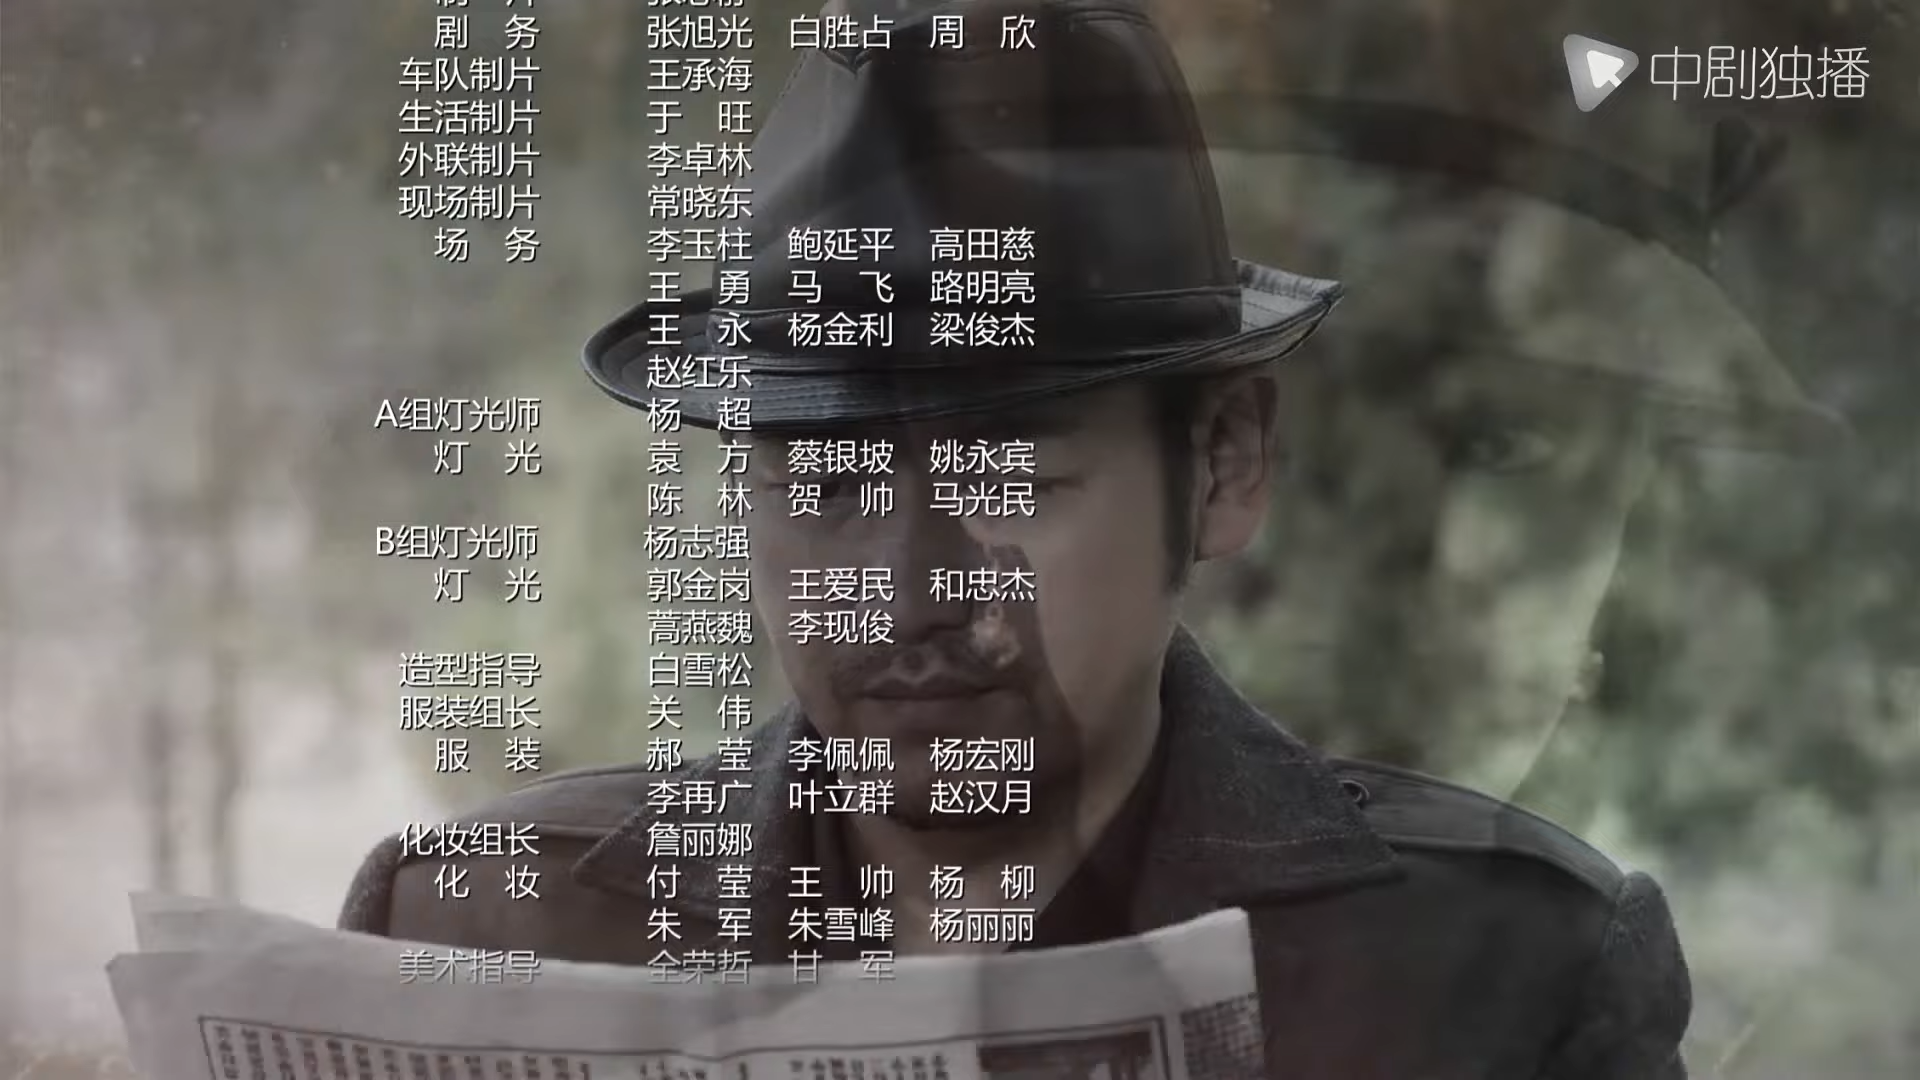 剧 务 张旭光 白胜占 周 欣
中剧独播
车队制片 王承海
生活制片 于 旺
外联制片 李卓林
现场制片 常晓东
场 务 李玉柱 鲍延平 高田慈
王 勇 马 飞 路明亮
王 永 杨金利 梁俊杰
赵红乐
A组灯光师 杨 超
灯 光 袁 方 蔡银坡 姚永宾
陈 林 贺 帅 马光民
B组灯光师 杨志强
灯 光 郭金岗 王爱民 和忠杰
蒿燕魏 李现俊
造型指导 白雪松
服装组长 关 伟
服 装 郝 莹 李佩佩 杨宏刚
李再广 叶立群 赵汉月
化妆组长 詹丽娜
化 妆 付 莹 王 帅 杨 柳
朱 军 朱雪峰 杨丽丽
美术指导 全荣哲 甘 军